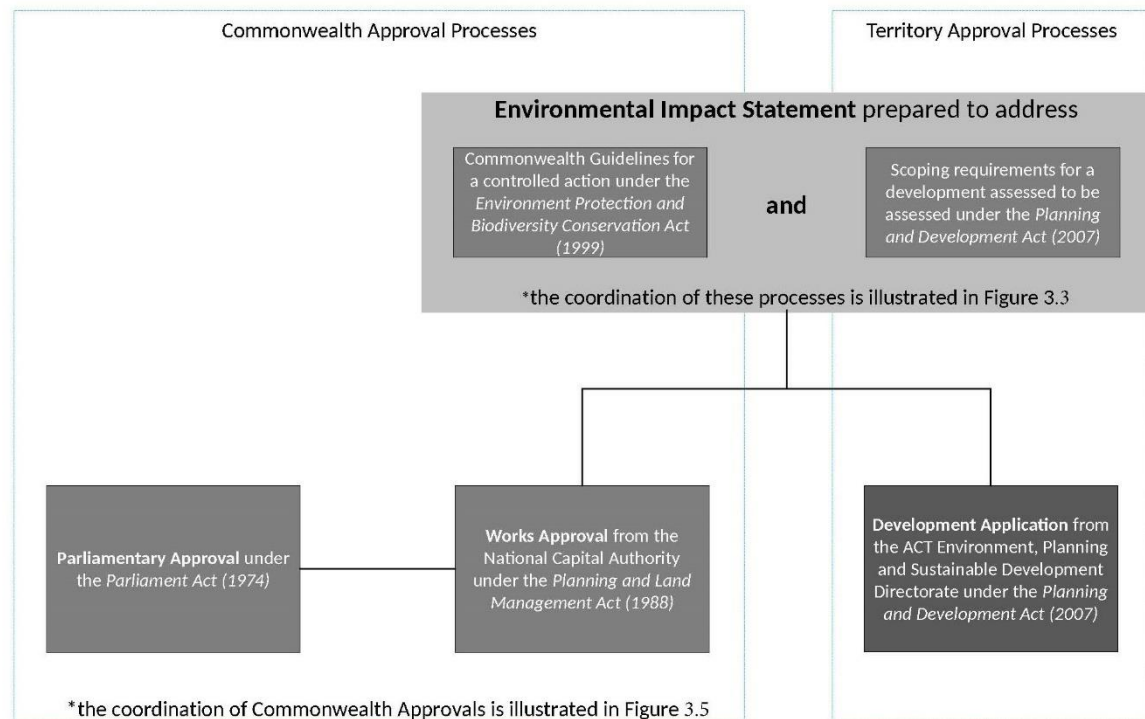 Commonwealth Approval Processes
Territory Approval Processes
Environmental Impact Statement prepared to address
Commonwealth Guidelines for
a controlled action under the
Environment Protection and
Biodiversity Conservation Act
(1999)
and
Scoping requirements for a
development assessed to be
assessed under the Planning
and Development Act (2007)
*the coordination of these processes is illustrated in Figure 3.3
Parliamentary Approval under
the Parliament Act (1974)
Works Approval from the
National Capital Authority
under the Planning and Land
Management Act (1988)
Development Application from
the ACT Environment, Planning
and Sustainable Development
Directorate under the Planning
and Development Act (2007)
*the coordination of Commonwealth Approvals is illustrated in Figure 3.5